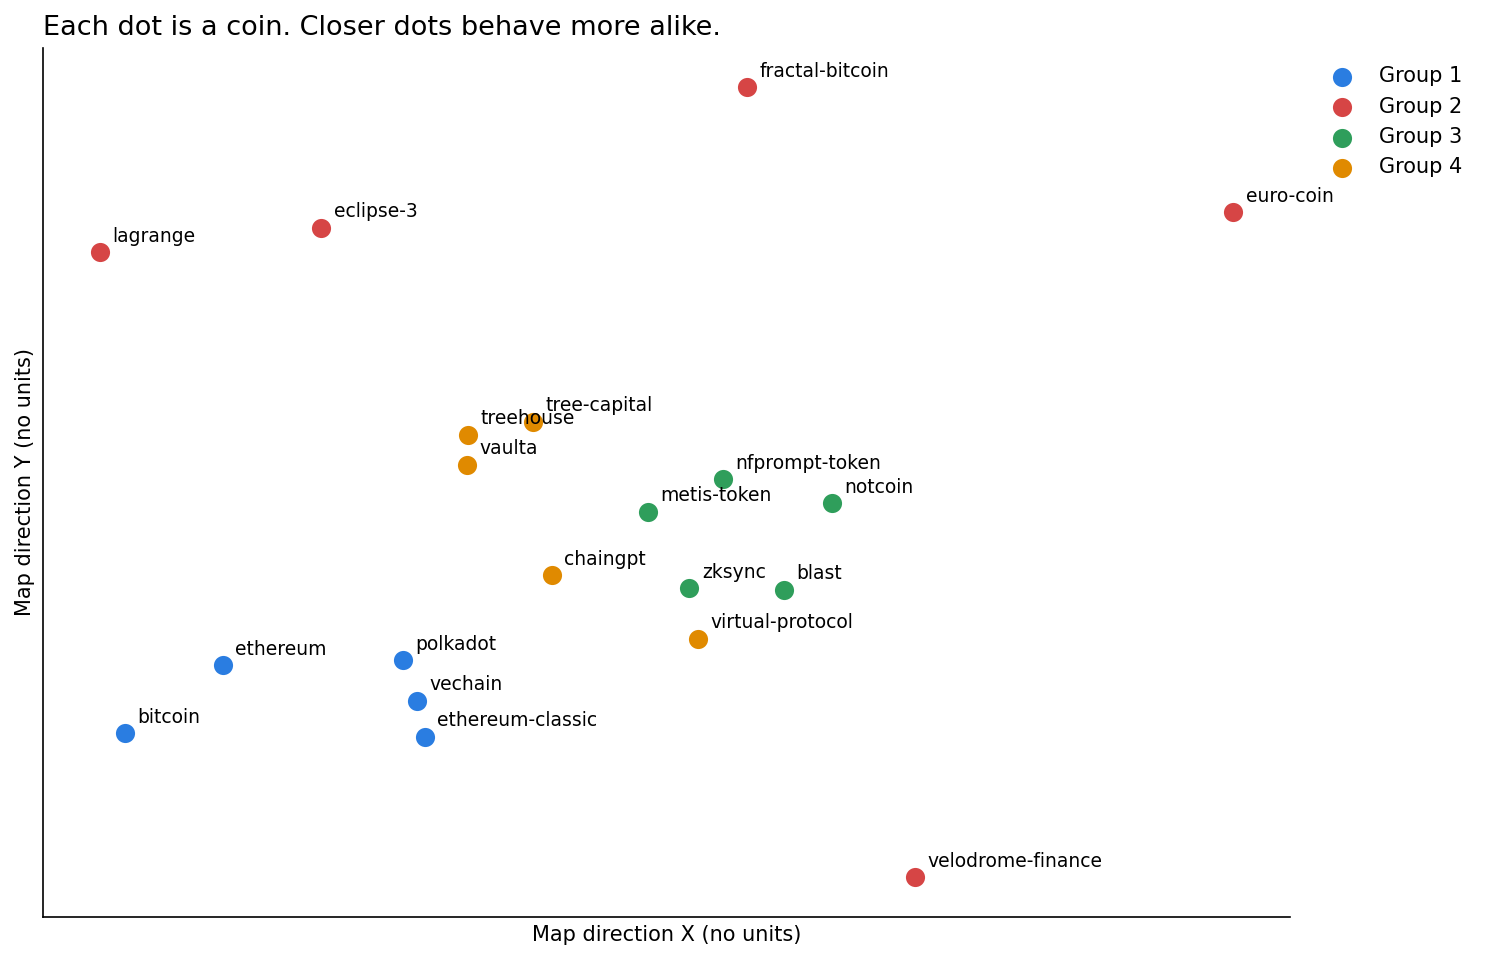 Each dot is a coin. Closer dots behave more alike.
fractal-bitcoin
Group 1
Group 2
Group 3
Group 4
euro-coin
eclipse-3
lagrange
tree-capital
treehouse
vaulta
nfprompt-token
notcoin
metis-token
chaingpt
zksync
blast
virtual-protocol
polkadot
ethereum
vechain
bitcoin
ethereum-classic
velodrome-finance
Map direction Y (no units)
Map direction X (no units)